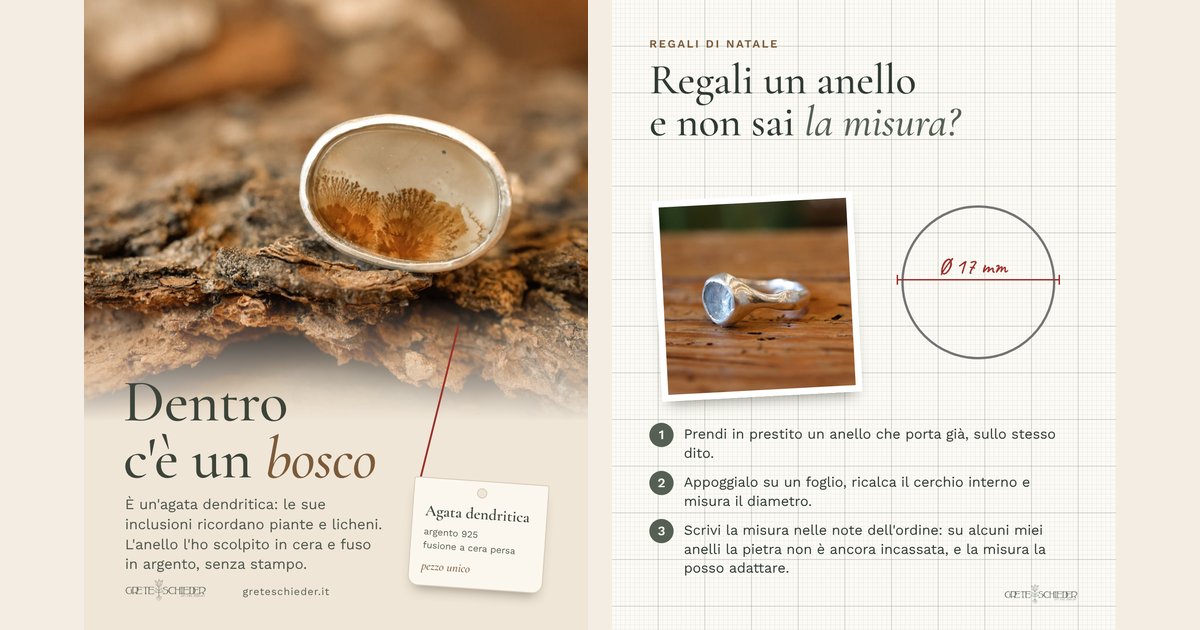 Dentro
c'è un bosco
È un'agata dendritica: le sue
inclusioni ricordano piante e licheni.
L'anello l'ho scolpito in cera e fuso
in argento, senza stampo.
GRETE SCHIEDER
greteschieder.it
Agata dendritica
argento 925
fusione a cera persa
pezzo unico
REGALI DI NATALE
Regali un anello
e non sai la misura?
Ø 17 mm
1 Prendi in prestito un anello che porta già, sullo stesso
dito.
2 Appoggialo su un foglio, ricalca il cerchio interno e
misura il diametro.
3 Scrivi la misura nelle note dell'ordine: su alcuni miei
anelli la pietra non è ancora incassata, e la misura la
posso adattare.
GRETE SCHIEDER